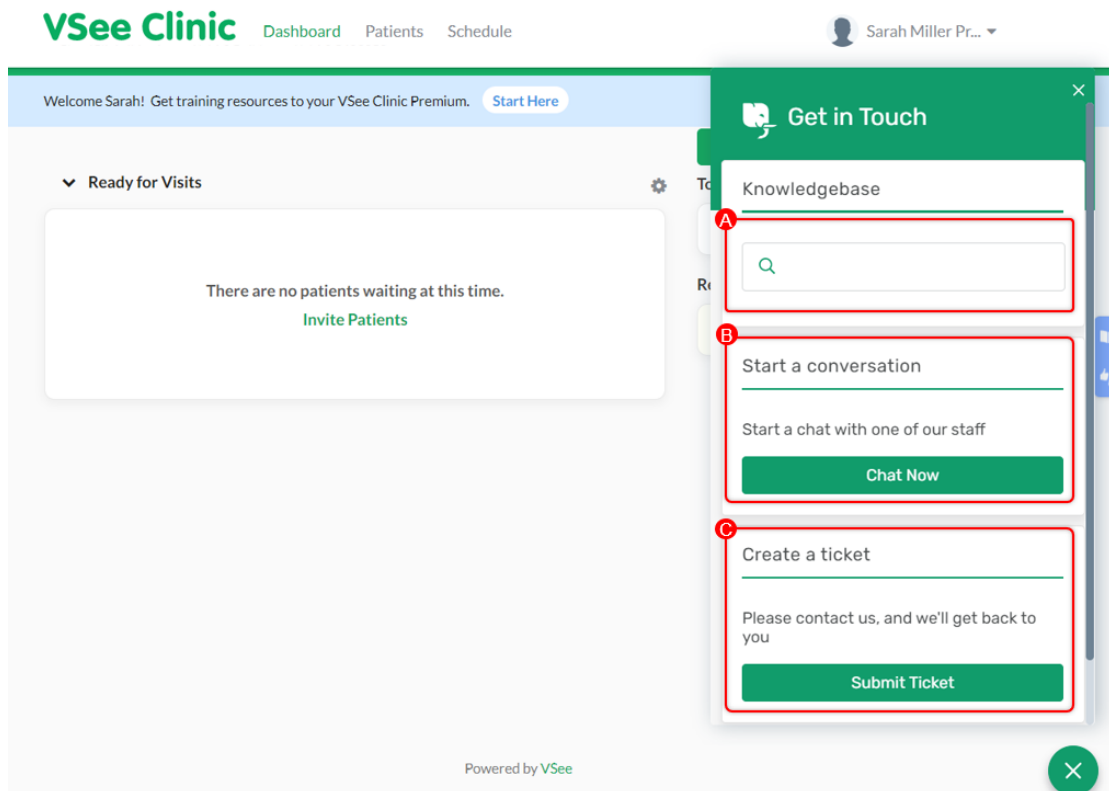 VSee Clinic
Dashboard
Patients
Schedule
Sarah Miller Pr...
Welcome Sarah! Get training resources to your VSee Clinic Premium.
Start Here
Ready for Visits
There are no patients waiting at this time.
Invite Patients
Get in Touch
Knowledgebase
A
B
Start a conversation
Start a chat with one of our staff
Chat Now
C
Create a ticket
Please contact us, and we'll get back to
you
Submit Ticket
Powered by VSee